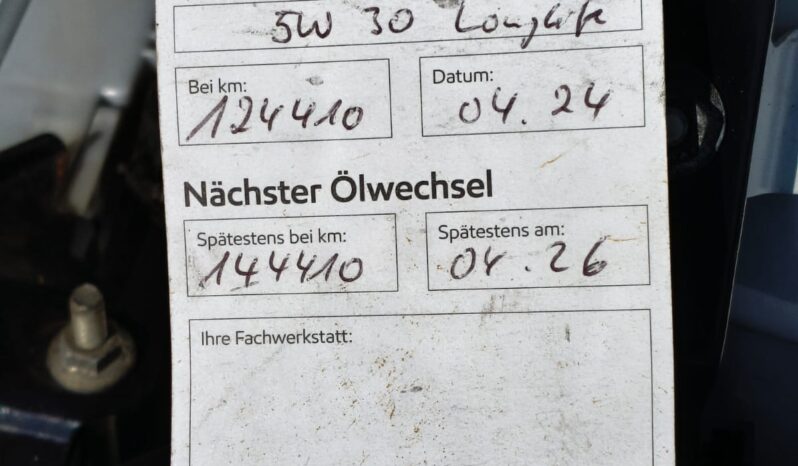 5W 30 Longlife
Bei km: Datum:
124410 04. 24
Nächster Ölwechsel
Spätestens bei km: Spätestens am:
144410 04. 26
Ihre Fachwerkstatt: